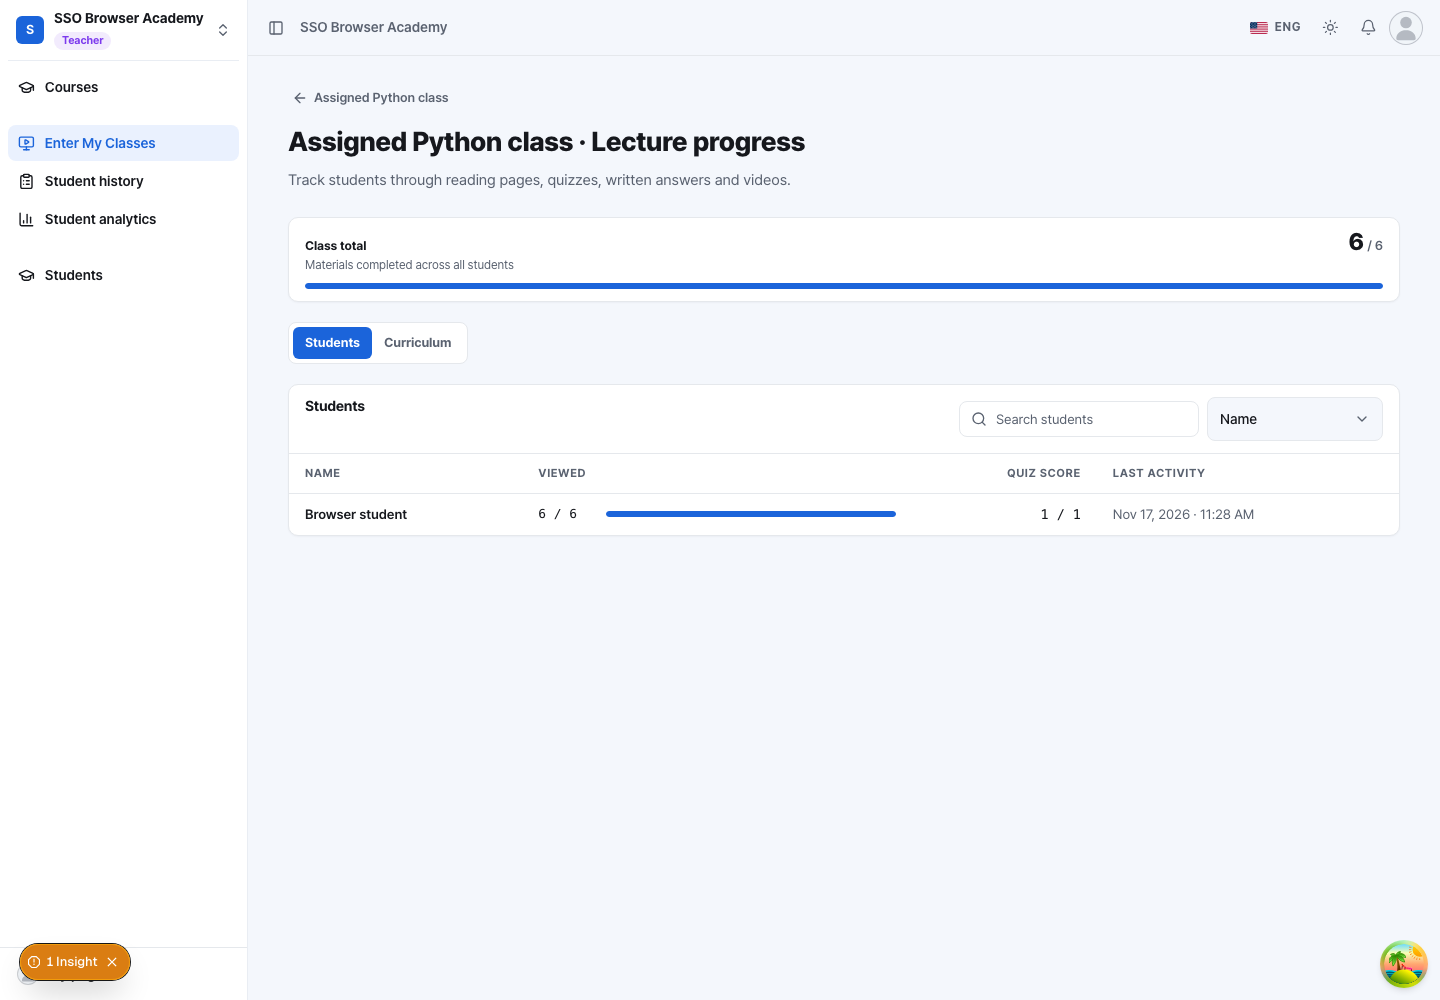 S
SSO Browser Academy
Teacher
Courses
Enter My Classes
Student history
Student analytics
Students
1 Insight
SSO Browser Academy
ENG
Assigned Python class
Assigned Python class · Lecture progress
Track students through reading pages, quizzes, written answers and videos.
Class total
6 / 6
Materials completed across all students
Students
Curriculum
Students
Search students
Name
NAME
VIEWED
QUIZ SCORE
LAST ACTIVITY
Browser student
6 / 6
1 / 1
Nov 17, 2026 · 11:28 AM